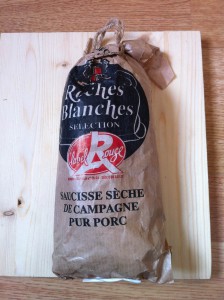 Roches
Blanches
SELECTION
Label Rouge
SAUCISSE SÈCHE
DE CAMPAGNE
PUR PORC